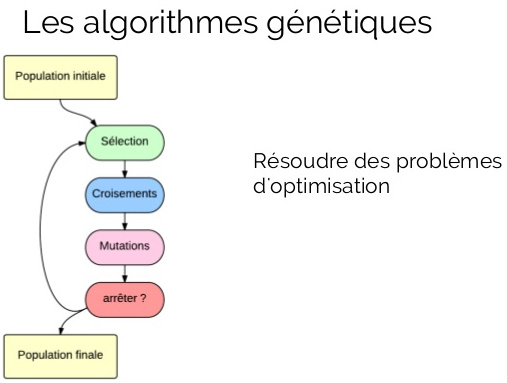 Les algorithmes génétiques
Population initiale
Sélection
Croisements
Mutations
arrêter ?
Population finale
Résoudre des problèmes
d'optimisation